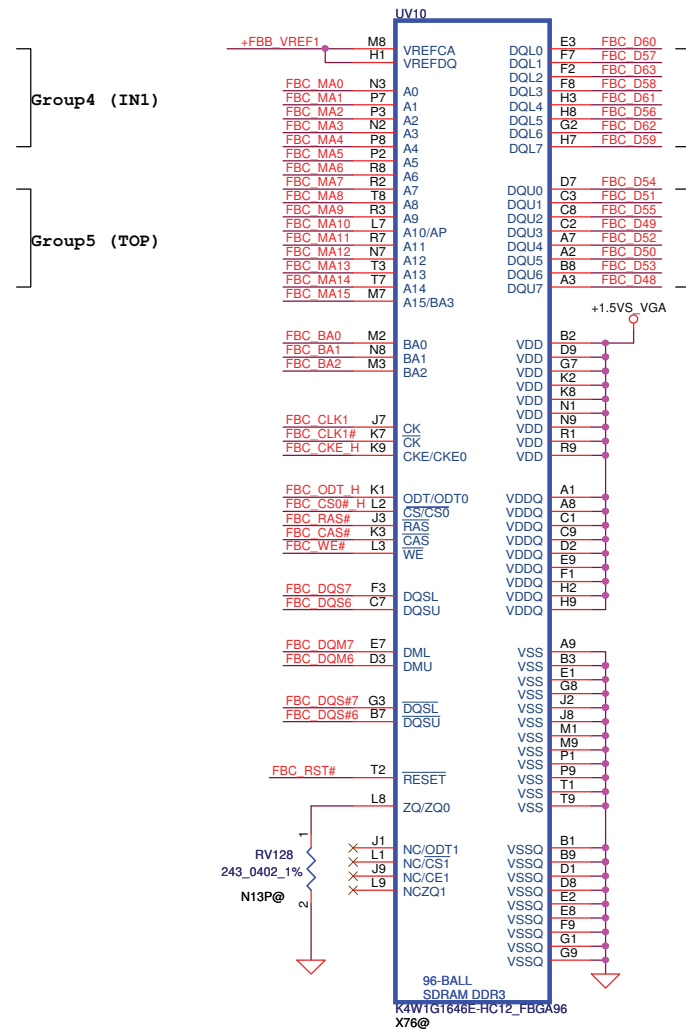 UV10
+FBB_VREF1 M8 VREFCA DQL0 E3 FBC_D60
H1 VREFDQ DQL1 F7 FBC_D57
DQL2 F2 FBC_D63
FBC_MA0 N3 A0 DQL3 F8 FBC_D58
FBC_MA1 P7 A1 DQL4 H3 FBC_D61
Group4 (IN1)
FBC_MA2 P3 A2 DQL5 H8 FBC_D56
FBC_MA3 N2 A3 DQL6 G2 FBC_D62
FBC_MA4 P8 A4 DQL7 H7 FBC_D59
FBC_MA5 P2 A5
FBC_MA6 R8 A6
FBC_MA7 R2 A7 DQU0 D7 FBC_D54
FBC_MA8 T8 A8 DQU1 C3 FBC_D51
FBC_MA9 R3 A9 DQU2 C8 FBC_D55
FBC_MA10 L7 A10/AP DQU3 C2 FBC_D49
Group5 (TOP)
FBC_MA11 R7 A11 DQU4 A7 FBC_D52
FBC_MA12 N7 A12 DQU5 A2 FBC_D50
FBC_MA13 T3 A13 DQU6 B8 FBC_D53
FBC_MA14 T7 A14 DQU7 A3 FBC_D48
FBC_MA15 M7 A15/BA3
+1.5VS_VGA
FBC_BA0 M2 BA0 VDD B2
FBC_BA1 N8 BA1 VDD D9
FBC_BA2 M3 BA2 VDD G7
VDD K2
VDD K8
VDD N1
FBC_CLK1 J7 CK VDD N9
FBC_CLK1# K7 CK VDD R1
FBC_CKE_H K9 CKE/CKE0 VDD R9
FBC_ODT_H K1 ODT/ODT0 VDDQ A1
FBC_CS0#_H L2 CS/CS0 VDDQ A8
FBC_RAS# J3 RAS VDDQ C1
FBC_CAS# K3 CAS VDDQ C9
FBC_WE# L3 WE VDDQ D2
VDDQ E9
VDDQ F1
FBC_DQS7 F3 DQSL VDDQ H2
FBC_DQS6 C7 DQSU VDDQ H9
FBC_DQM7 E7 DML VSS A9
FBC_DQM6 D3 DMU VSS B3
VSS E1
VSS G8
FBC_DQS#7 G3 DQSL VSS J2
FBC_DQS#6 B7 DQSU VSS J8
VSS M1
VSS M9
VSS P1
FBC_RST# T2 RESET VSS P9
VSS T1
L8 ZQ/ZQ0 VSS T9
1
RV128
243_0402_1%
N13P@
2
J1 NC/ODT1 VSSQ B1
L1 NC/CS1 VSSQ B9
J9 NC/CE1 VSSQ D1
L9 NCZQ1 VSSQ D8
VSSQ E2
VSSQ E8
VSSQ F9
VSSQ G1
VSSQ G9
96-BALL
SDRAM DDR3
K4W1G1646E-HC12_FBGA96
X76@